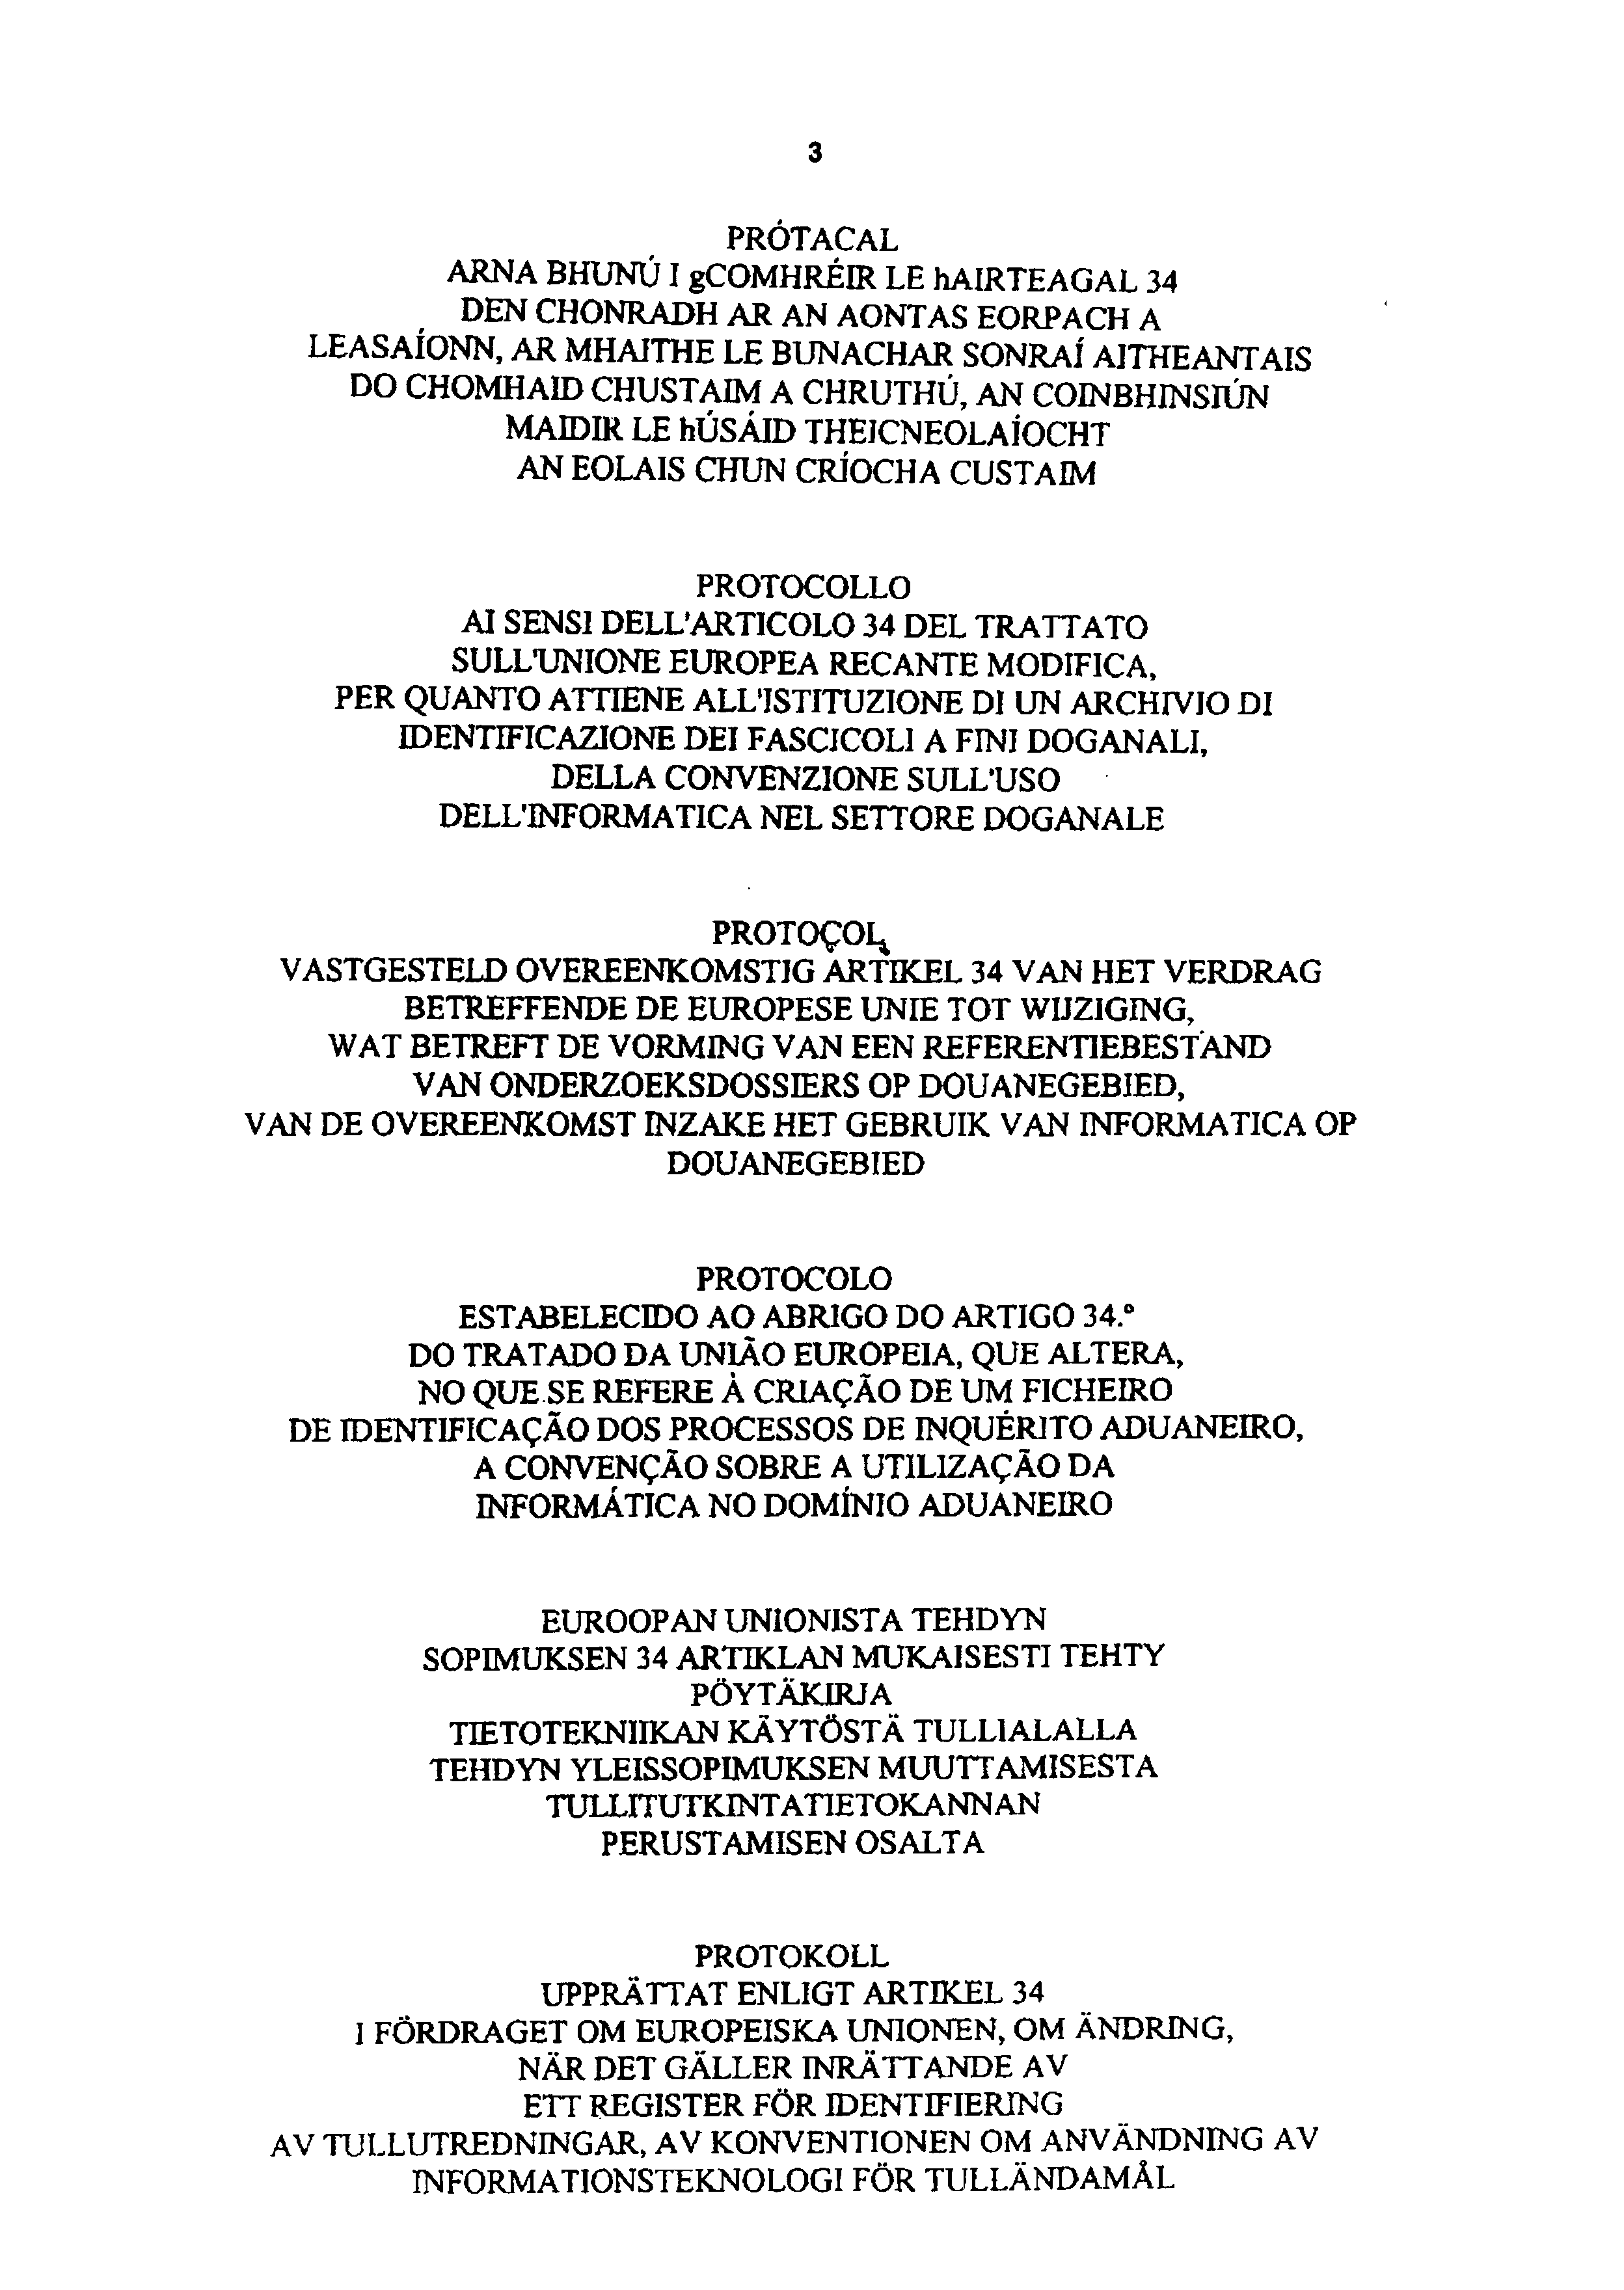 3
PRÓTACAL
ARNA BHUNÚ I gCOMHRÉIR LE hAIRTEAGAL 34
DEN CHONRADH AR AN AONTAS EORPACH A
LEASAÍONN, AR MHAITHE LE BUNACHAR SONRAÍ AITHEANTAIS
DO CHOMHAID CHUSTAIM A CHRUTHÚ, AN COINBHINSIÚN
MAIDIR LE hÚSÁID THEICNEOLAÍOCHT
AN EOLAIS CHUN CRÍOCHA CUSTAIM
PROTOCOLLO
AI SENSI DELL'ARTICOLO 34 DEL TRATTATO
SULL'UNIONE EUROPEA RECANTE MODIFICA,
PER QUANTO ATTIENE ALL'ISTITUZIONE DI UN ARCHIVIO DI
IDENTIFICAZIONE DEI FASCICOLI A FINI DOGANALI,
DELLA CONVENZIONE SULL'USO
DELL'INFORMATICA NEL SETTORE DOGANALE
PROTOCOL
VASTGESTELD OVEREENKOMSTIG ARTIKEL 34 VAN HET VERDRAG
BETREFFENDE DE EUROPESE UNIE TOT WIJZIGING,
WAT BETREFT DE VORMING VAN EEN REFERENTIEBESTAND
VAN ONDERZOEKSDOSSIERS OP DOUANEGEBIED,
VAN DE OVEREENKOMST INZAKE HET GEBRUIK VAN INFORMATICA OP
DOUANEGEBIED
PROTOCOLO
ESTABELECIDO AO ABRIGO DO ARTIGO 34.º
DO TRATADO DA UNIÃO EUROPEIA, QUE ALTERA,
NO QUE SE REFERE À CRIAÇÃO DE UM FICHEIRO
DE IDENTIFICAÇÃO DOS PROCESSOS DE INQUÉRITO ADUANEIRO,
A CONVENÇÃO SOBRE A UTILIZAÇÃO DA
INFORMÁTICA NO DOMÍNIO ADUANEIRO
EUROOPAN UNIONISTA TEHDYN
SOPIMUKSEN 34 ARTIKLAN MUKAISESTI TEHTY
PÖYTÄKIRJA
TIETOTEKNIIKAN KÄYTÖSTÄ TULLIALALLA
TEHDYN YLEISSOPIMUKSEN MUUTTAMISESTA
TULLITUTKINTATIETOKANNAN
PERUSTAMISEN OSALTA
PROTOKOLL
UPPRÄTTAT ENLIGT ARTIKEL 34
I FÖRDRAGET OM EUROPEISKA UNIONEN, OM ÄNDRING,
NÄR DET GÄLLER INRÄTTANDE AV
ETT REGISTER FÖR IDENTIFIERING
AV TULLUTREDNINGAR, AV KONVENTIONEN OM ANVÄNDNING AV
INFORMATIONSTEKNOLOGI FÖR TULLÄNDAMÅL